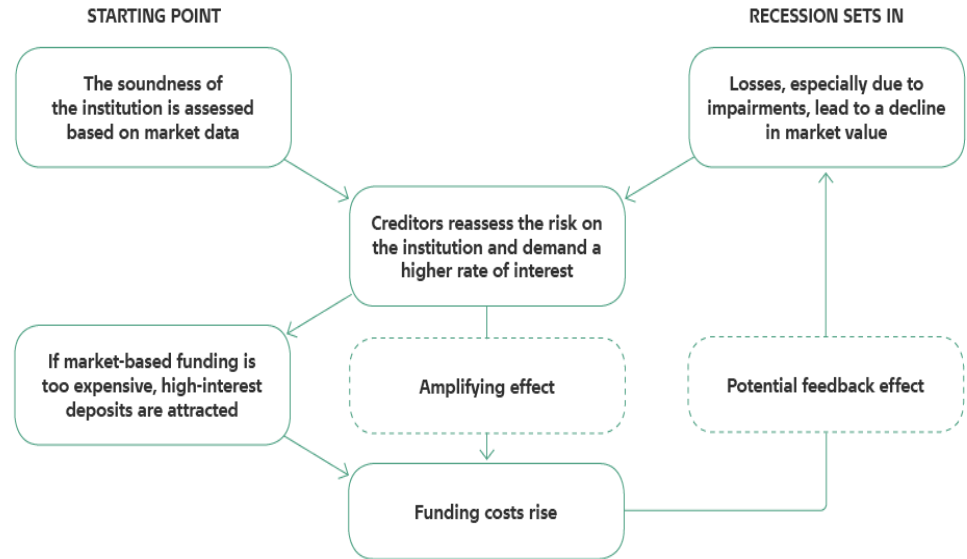 STARTING POINT
RECESSION SETS IN
The soundness of
the institution is assessed
based on market data
Losses, especially due to
impairments, lead to a decline
in market value
Creditors reassess the risk on
the institution and demand a
higher rate of interest
If market-based funding is
too expensive, high-interest
deposits are attracted
Amplifying effect
Potential feedback effect
Funding costs rise